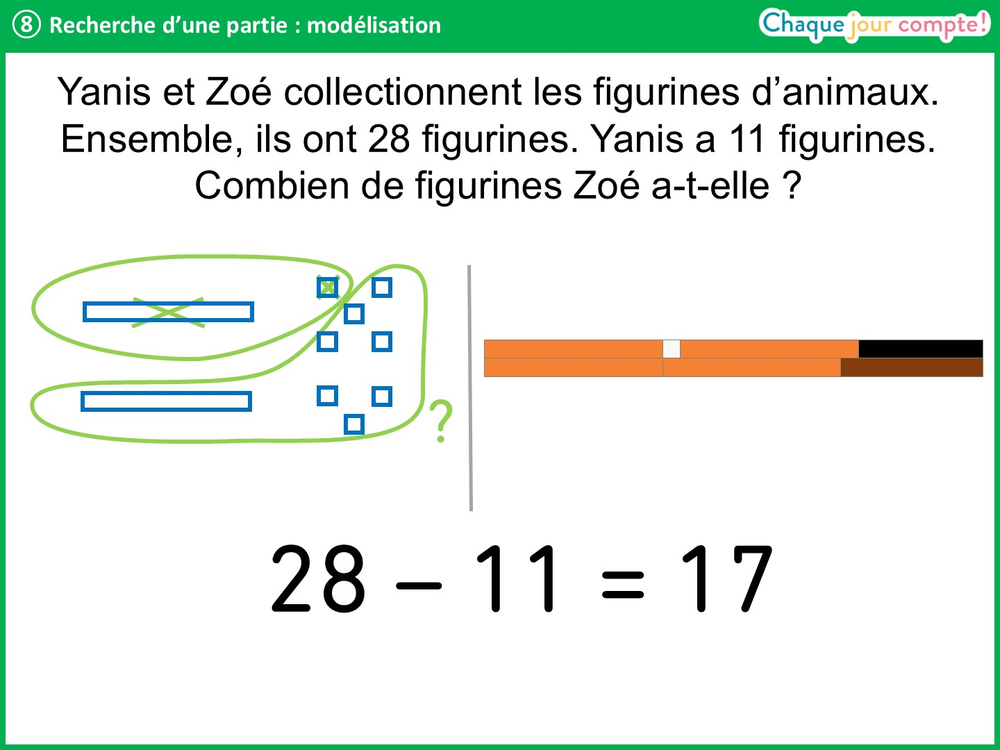 ⑧ Recherche d’une partie : modélisation
Chaque jour compte!
Yanis et Zoé collectionnent les figurines d’animaux.
Ensemble, ils ont 28 figurines. Yanis a 11 figurines.
Combien de figurines Zoé a-t-elle ?
?
28 – 11 = 17